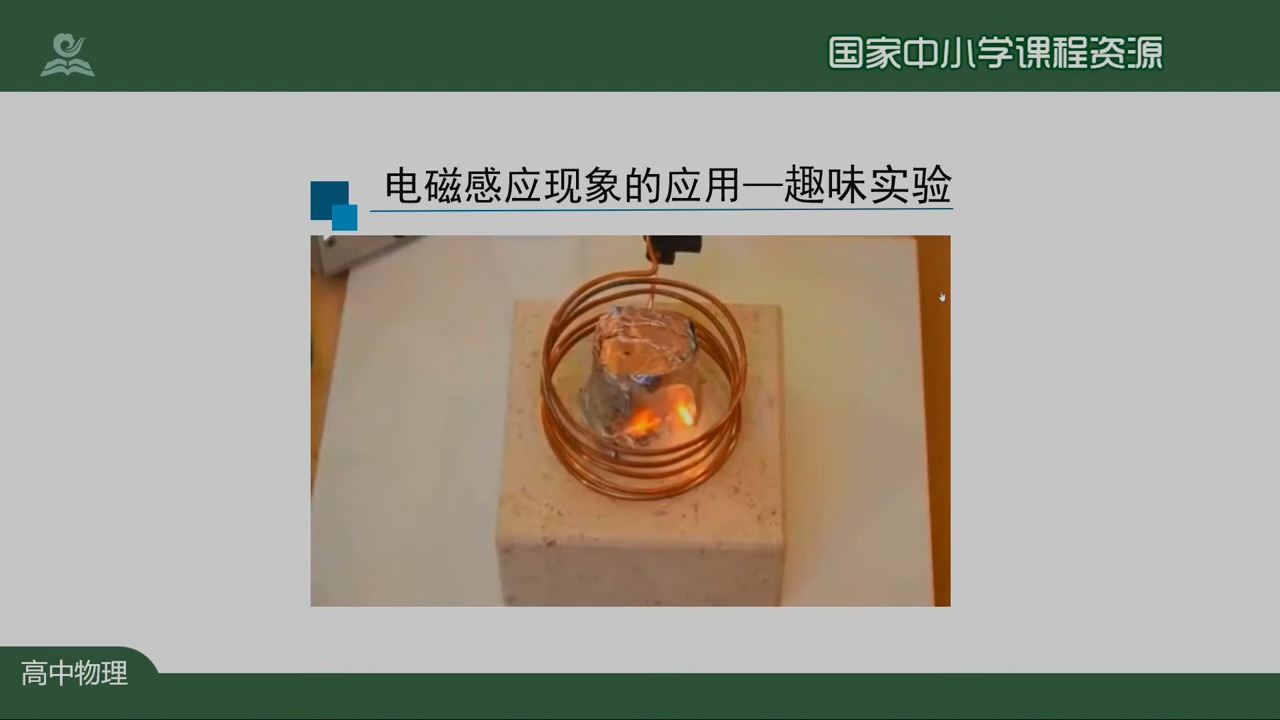 国家中小学课程资源
电磁感应现象的应用—趣味实验
高中物理